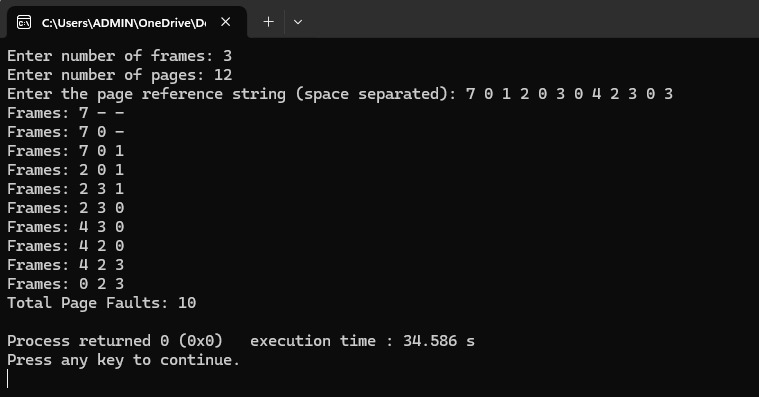 C:\Users\ADMIN\OneDrive\De
Enter number of frames: 3
Enter number of pages: 12
Enter the page reference string (space separated): 7 0 1 2 0 3 0 4 2 3 0 3
Frames: 7 - -
Frames: 7 0 -
Frames: 7 0 1
Frames: 2 0 1
Frames: 2 3 1
Frames: 2 3 0
Frames: 4 3 0
Frames: 4 2 0
Frames: 4 2 3
Frames: 0 2 3
Total Page Faults: 10
Process returned 0 (0x0)   execution time : 34.586 s
Press any key to continue.